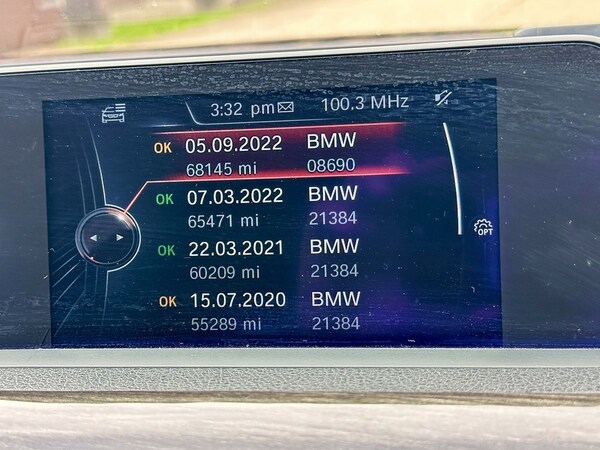 3:32 pm 100.3 MHz
OK 05.09.2022 BMW
68145 mi 08690
OK 07.03.2022 BMW
65471 mi 21384
OK 22.03.2021 BMW
60209 mi 21384
OK 15.07.2020 BMW
55289 mi 21384
OPT